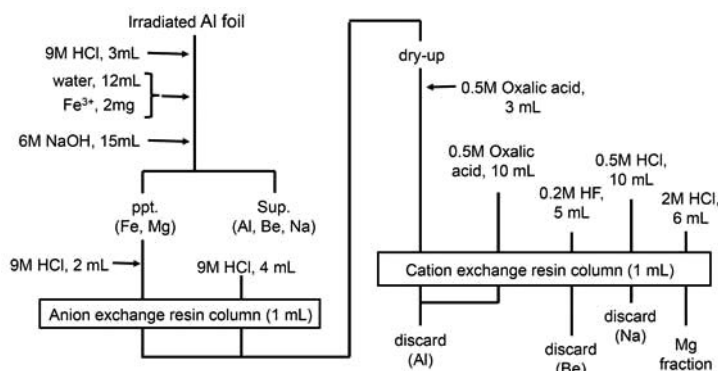 Irradiated Al foil
9M HCl, 3mL
water, 12mL
Fe³⁺, 2mg
6M NaOH, 15mL
ppt.
(Fe, Mg)
Sup.
(Al, Be, Na)
9M HCl, 2 mL
9M HCl, 4 mL
Anion exchange resin column (1 mL)
dry-up
0.5M Oxalic acid,
3 mL
0.5M Oxalic
acid, 10 mL
0.2M HF,
5 mL
0.5M HCl,
10 mL
2M HCl,
6 mL
Cation exchange resin column (1 mL)
discard
(Al)
discard
(Be)
discard
(Na)
Mg
fraction